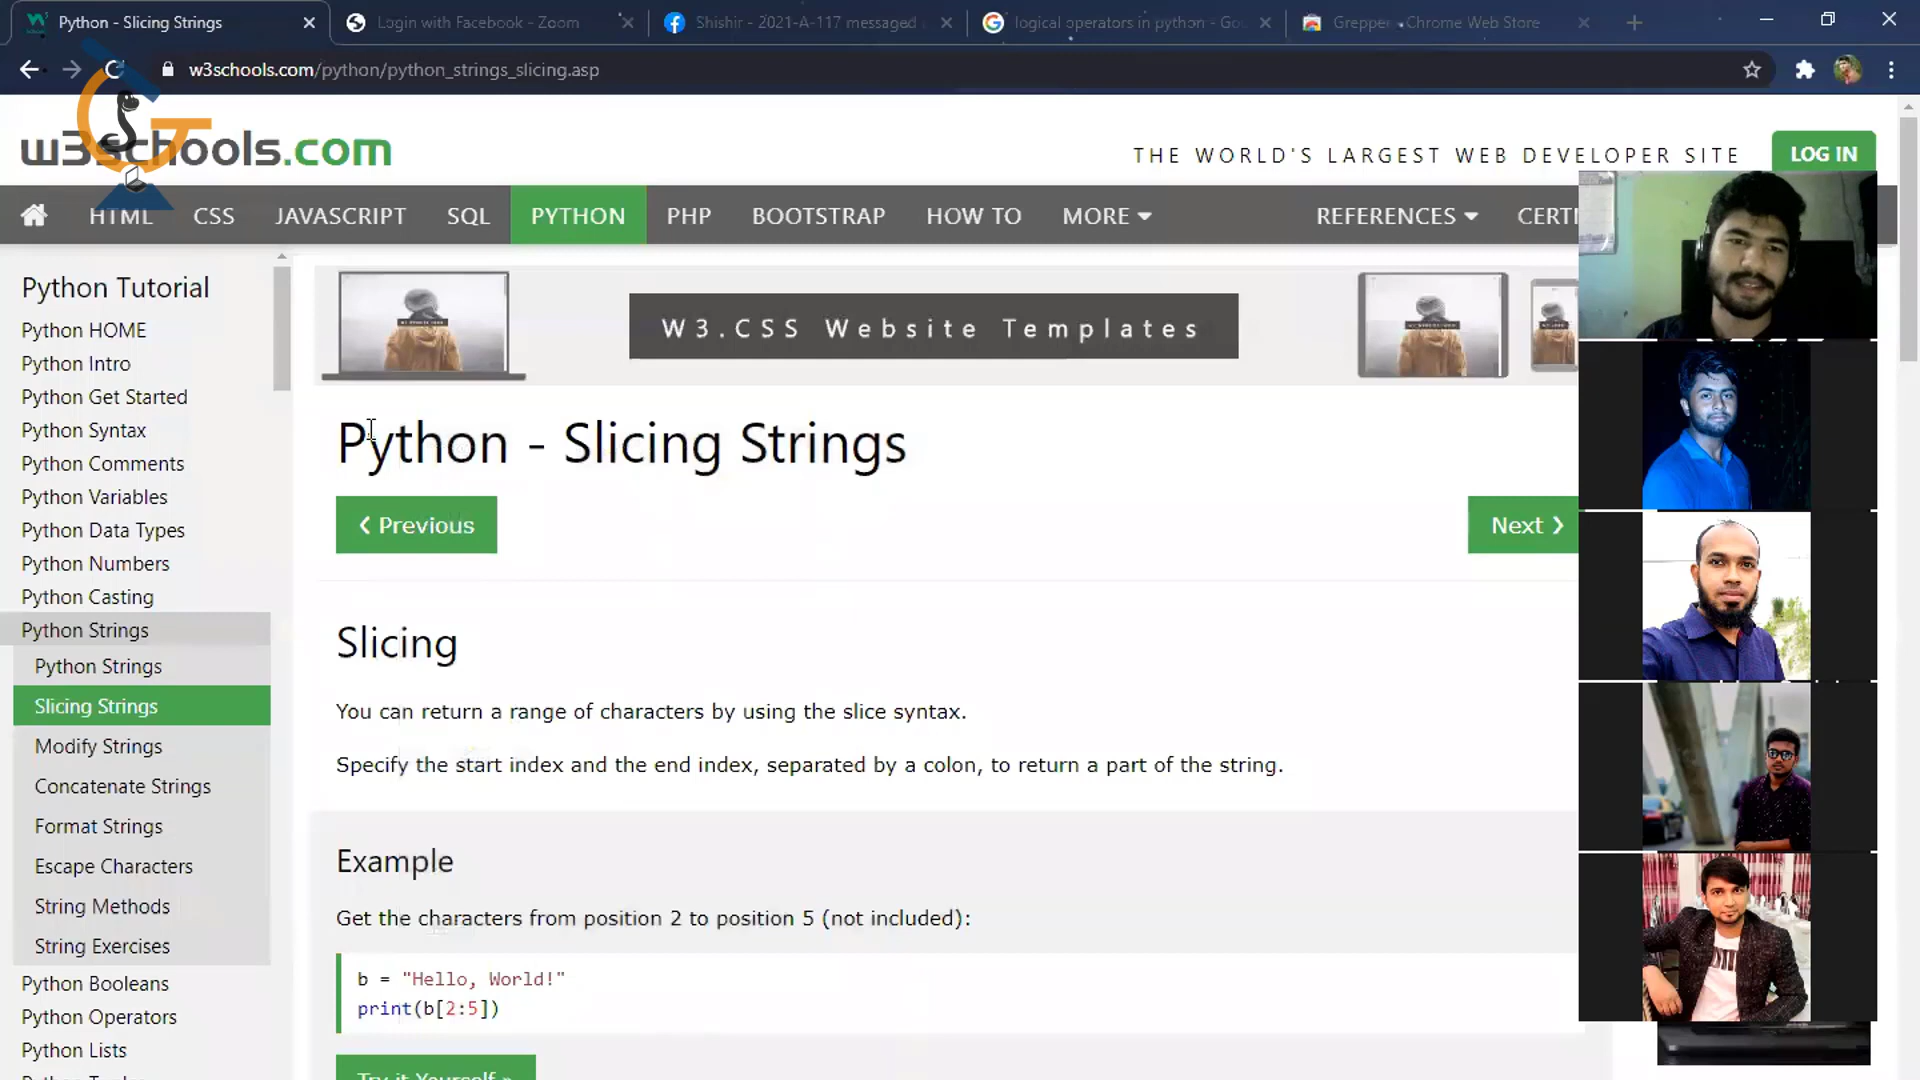 Python - Slicing Strings
Login with Facebook - Zoom
Shishir - 2021-A-117 messaged
logical operators in python - Goo
Grepper - Chrome Web Store
w3schools.com/python/python_strings_slicing.asp
w3schools.com
THE WORLD'S LARGEST WEB DEVELOPER SITE
LOG IN
HTML CSS JAVASCRIPT SQL PYTHON PHP BOOTSTRAP HOW TO MORE REFERENCES CERTI
Python Tutorial
Python HOME
Python Intro
Python Get Started
Python Syntax
Python Comments
Python Variables
Python Data Types
Python Numbers
Python Casting
Python Strings
Python Strings
Slicing Strings
Modify Strings
Concatenate Strings
Format Strings
Escape Characters
String Methods
String Exercises
Python Booleans
Python Operators
Python Lists
W3.CSS Website Templates
Python - Slicing Strings
❮ Previous
Next ❯
Slicing
You can return a range of characters by using the slice syntax.
Specify the start index and the end index, separated by a colon, to return a part of the string.
Example
Get the characters from position 2 to position 5 (not included):
b = "Hello, World!"
print(b[2:5])
Try it Yourself »